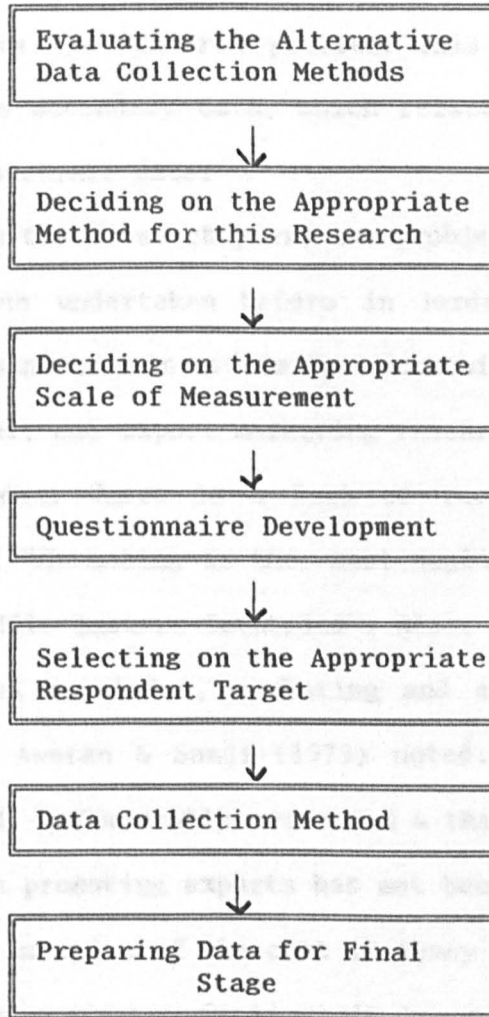 Evaluating the Alternative
Data Collection Methods
Deciding on the Appropriate
Method for this Research
Deciding on the Appropriate
Scale of Measurement
Questionnaire Development
Selecting on the Appropriate
Respondent Target
Data Collection Method
Preparing Data for Final
Stage